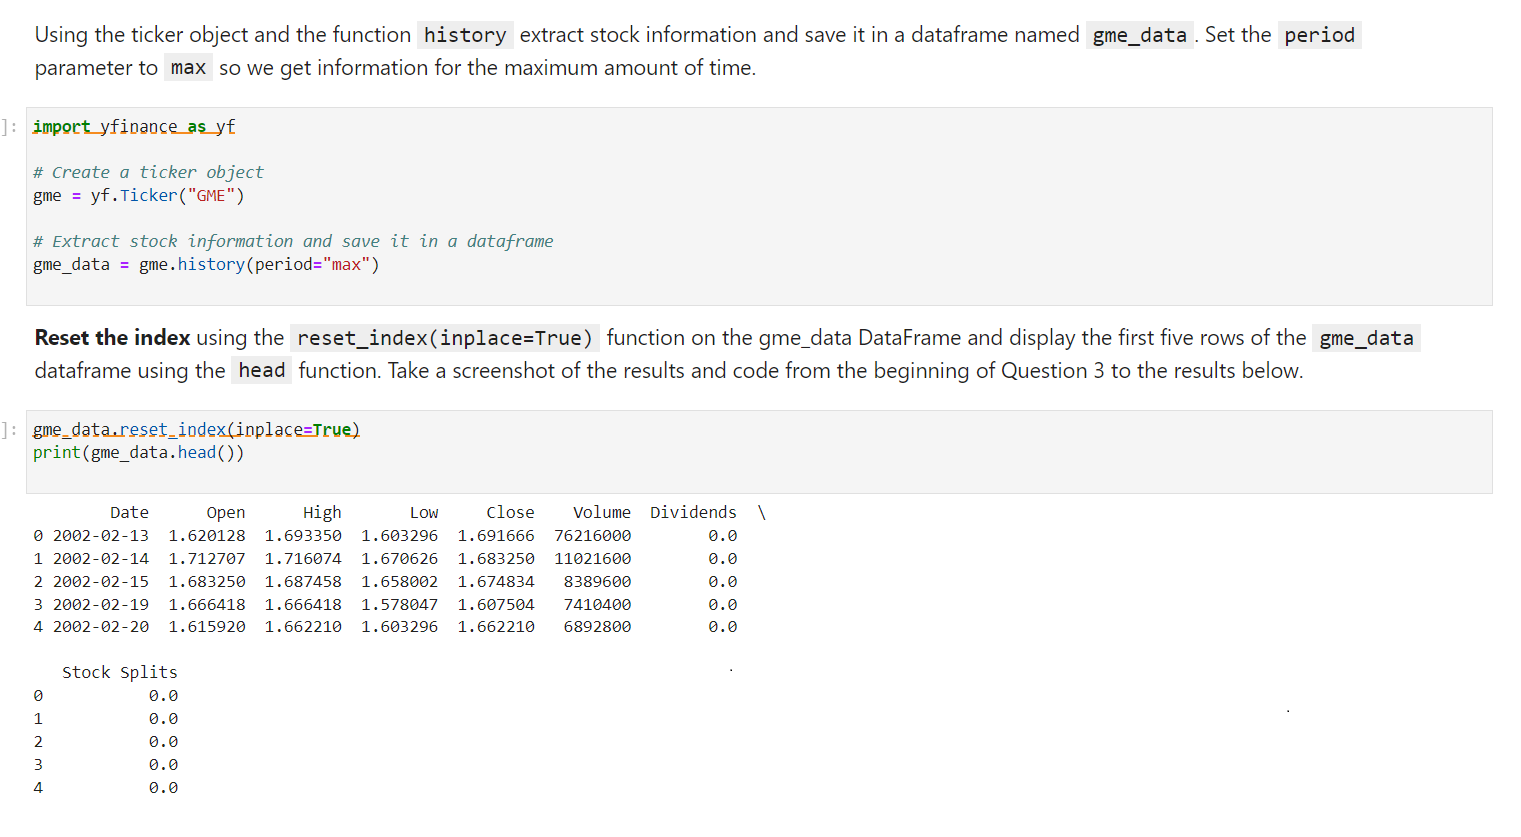 Using the ticker object and the function history extract stock information and save it in a dataframe named gme_data . Set the period
parameter to max so we get information for the maximum amount of time.
]: import yfinance as yf
# Create a ticker object
gme = yf.Ticker("GME")
# Extract stock information and save it in a dataframe
gme_data = gme.history(period="max")
Reset the index using the reset_index(inplace=True) function on the gme_data DataFrame and display the first five rows of the gme_data
dataframe using the head function. Take a screenshot of the results and code from the beginning of Question 3 to the results below.
]: gme_data.reset_index(inplace=True)
print(gme_data.head())
Date Open High Low Close Volume Dividends \
0 2002-02-13 1.620128 1.693350 1.603296 1.691666 76216000 0.0
1 2002-02-14 1.712707 1.716074 1.670626 1.683250 11021600 0.0
2 2002-02-15 1.683250 1.687458 1.658002 1.674834 8389600 0.0
3 2002-02-19 1.666418 1.666418 1.578047 1.607504 7410400 0.0
4 2002-02-20 1.615920 1.662210 1.603296 1.662210 6892800 0.0
Stock Splits
0 0.0
1 0.0
2 0.0
3 0.0
4 0.0